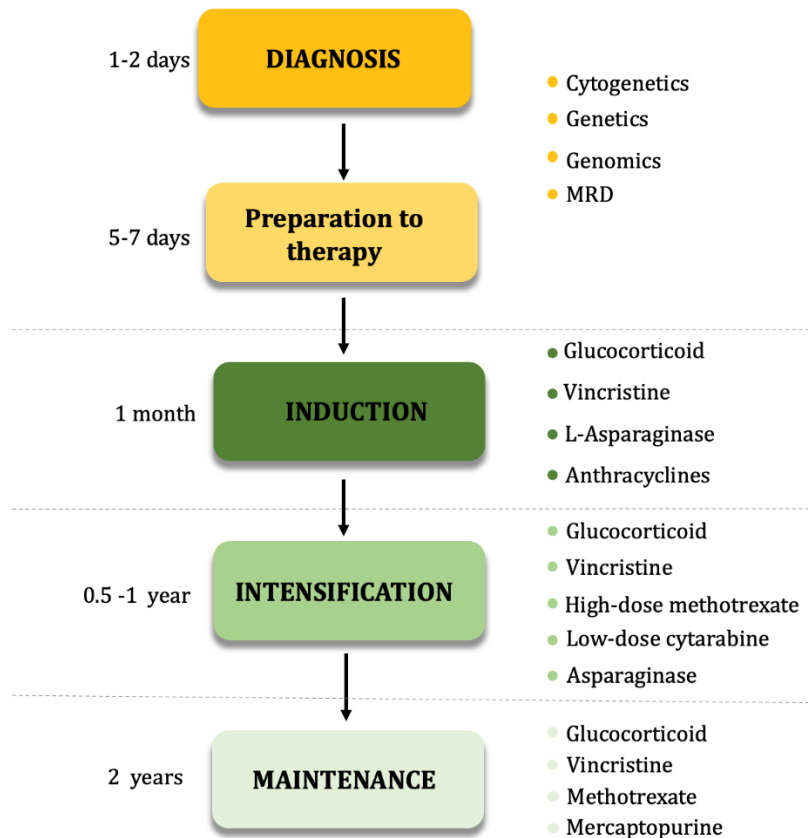 1-2 days
DIAGNOSIS
Cytogenetics
Genetics
Genomics
MRD
5-7 days
Preparation to
therapy
1 month
INDUCTION
Glucocorticoid
Vincristine
L-Asparaginase
Anthracyclines
0.5 -1 year
INTENSIFICATION
Glucocorticoid
Vincristine
High-dose methotrexate
Low-dose cytarabine
Asparaginase
2 years
MAINTENANCE
Glucocorticoid
Vincristine
Methotrexate
Mercaptopurine